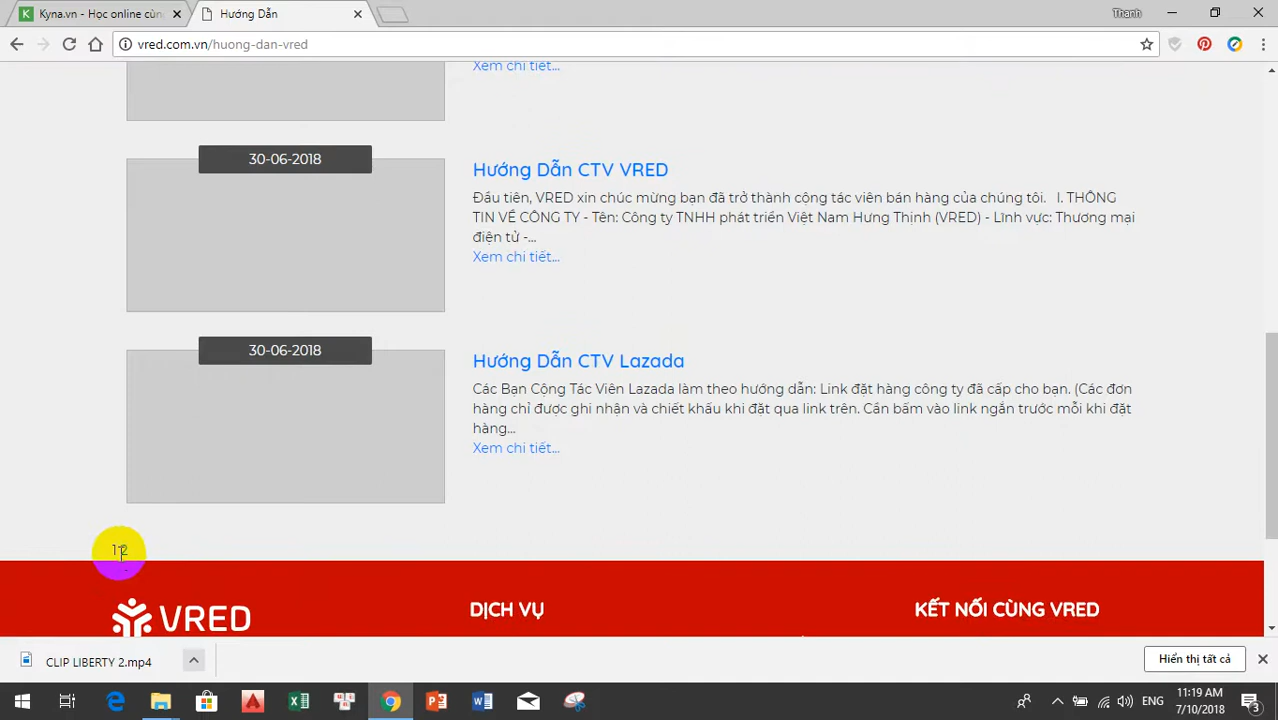 Kyna.vn - Học online cùn
Hướng Dẫn
Thanh
vred.com.vn/huong-dan-vred
Xem chi tiết...
30-06-2018
Hướng Dẫn CTV VRED
Đầu tiên, VRED xin chúc mừng bạn đã trở thành cộng tác viên bán hàng của chúng tôi. I. THÔNG
TIN VỀ CÔNG TY - Tên: Công ty TNHH phát triển Việt Nam Hưng Thịnh (VRED) - Lĩnh vực: Thương mại
điện tử -...
Xem chi tiết...
30-06-2018
Hướng Dẫn CTV Lazada
Các Bạn Cộng Tác Viên Lazada làm theo hướng dẫn: Link đặt hàng công ty đã cấp cho bạn. (Các đơn
hàng chỉ được ghi nhận và chiết khấu khi đặt qua link trên. Cần bấm vào link ngắn trước mỗi khi đặt
hàng...
Xem chi tiết...
1 2
VRED
DỊCH VỤ
KẾT NỐI CÙNG VRED
CLIP LIBERTY 2.mp4
Hiển thị tất cả
ENG
11:19 AM
7/10/2018
3